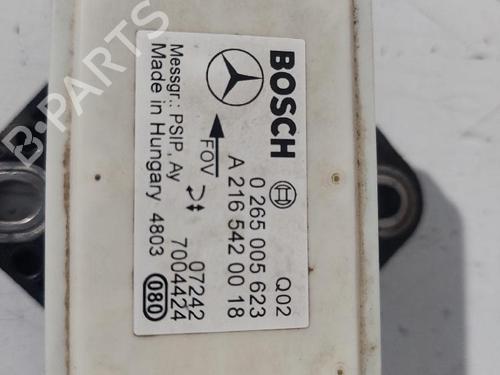 BOSCH
Q02
0 265 005 623
A 216 542 00 18
FOV
07242
7004424
Messgr.: PSIP, Ay
Made in Hungary 4803
080
B-Parts